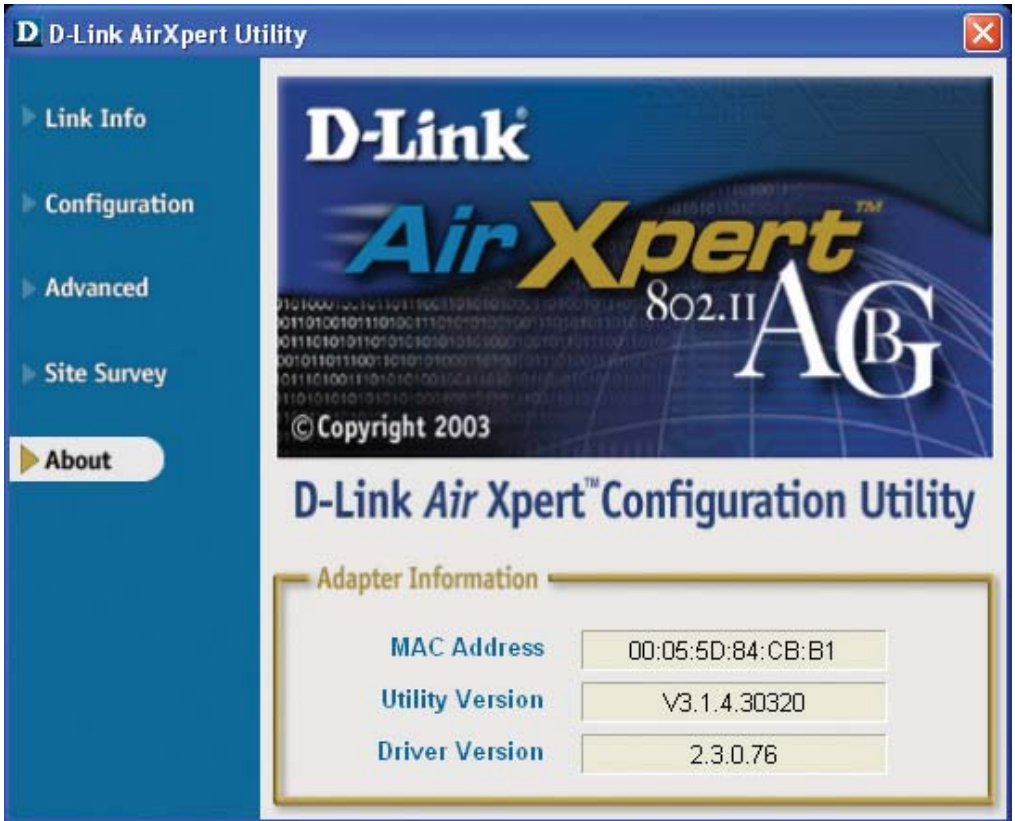 D D-Link AirXpert Utility
Link Info
Configuration
Advanced
Site Survey
About
D-Link
AirXpert™
802.11 A B G
© Copyright 2003
D-Link Air Xpert™ Configuration Utility
Adapter Information
MAC Address 00:05:5D:84:CB:B1
Utility Version V3.1.4.30320
Driver Version 2.3.0.76